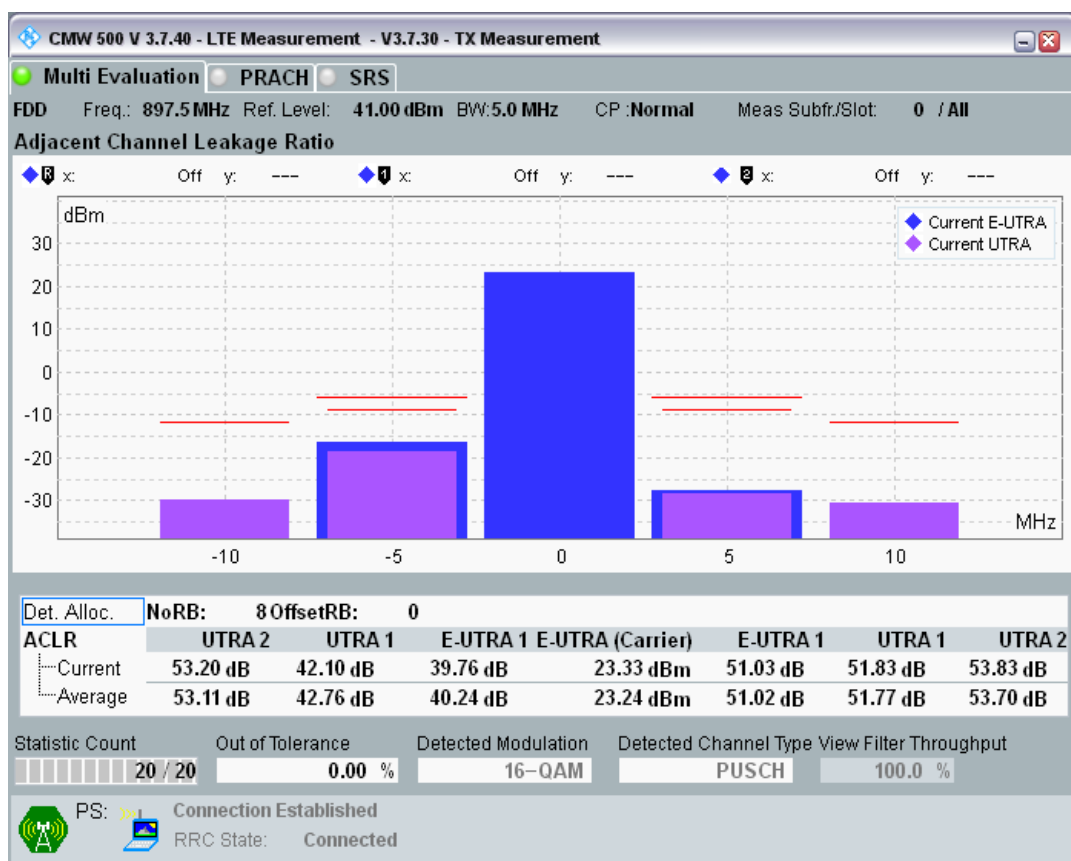 CMW 500 V 3.7.40 - LTE Measurement - V3.7.30 - TX Measurement
Multi Evaluation PRACH SRS
FDD Freq.: 897.5 MHz Ref. Level: 41.00 dBm BW:5.0 MHz CP :Normal Meas Subfr./Slot: 0 / All
Adjacent Channel Leakage Ratio
R x: Off y: --- 1 x: Off y: --- 2 x: Off y: ---
dBm
Current E-UTRA
Current UTRA
30
20
10
0
-10
-20
-30
MHz
-10 -5 0 5 10
Det. Alloc. NoRB: 8 OffsetRB: 0
ACLR UTRA 2 UTRA 1 E-UTRA 1 E-UTRA (Carrier) E-UTRA 1 UTRA 1 UTRA 2
Current 53.20 dB 42.10 dB 39.76 dB 23.33 dBm 51.03 dB 51.83 dB 53.83 dB
Average 53.11 dB 42.76 dB 40.24 dB 23.24 dBm 51.02 dB 51.77 dB 53.70 dB
Statistic Count Out of Tolerance Detected Modulation Detected Channel Type View Filter Throughput
20 / 20 0.00 % 16-QAM PUSCH 100.0 %
PS: Connection Established
RRC State: Connected